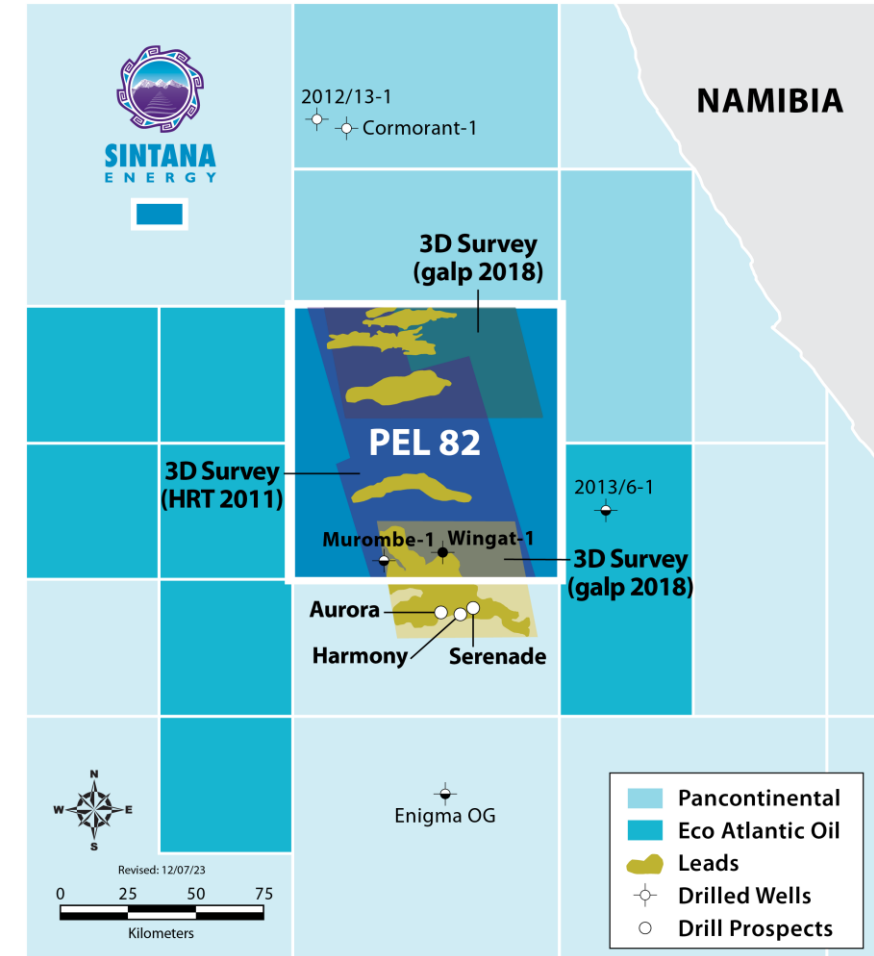 SINTANA
ENERGY
NAMIBIA
2012/13-1
Cormorant-1
3D Survey
(galp 2018)
PEL 82
3D Survey
(HRT 2011)
2013/6-1
Murombe-1
Wingat-1
3D Survey
(galp 2018)
Aurora
Harmony
Serenade
Enigma OG
N
W
E
S
Revised: 12/07/23
0 25 50 75
Kilometers
Pancontinental
Eco Atlantic Oil
Leads
Drilled Wells
Drill Prospects